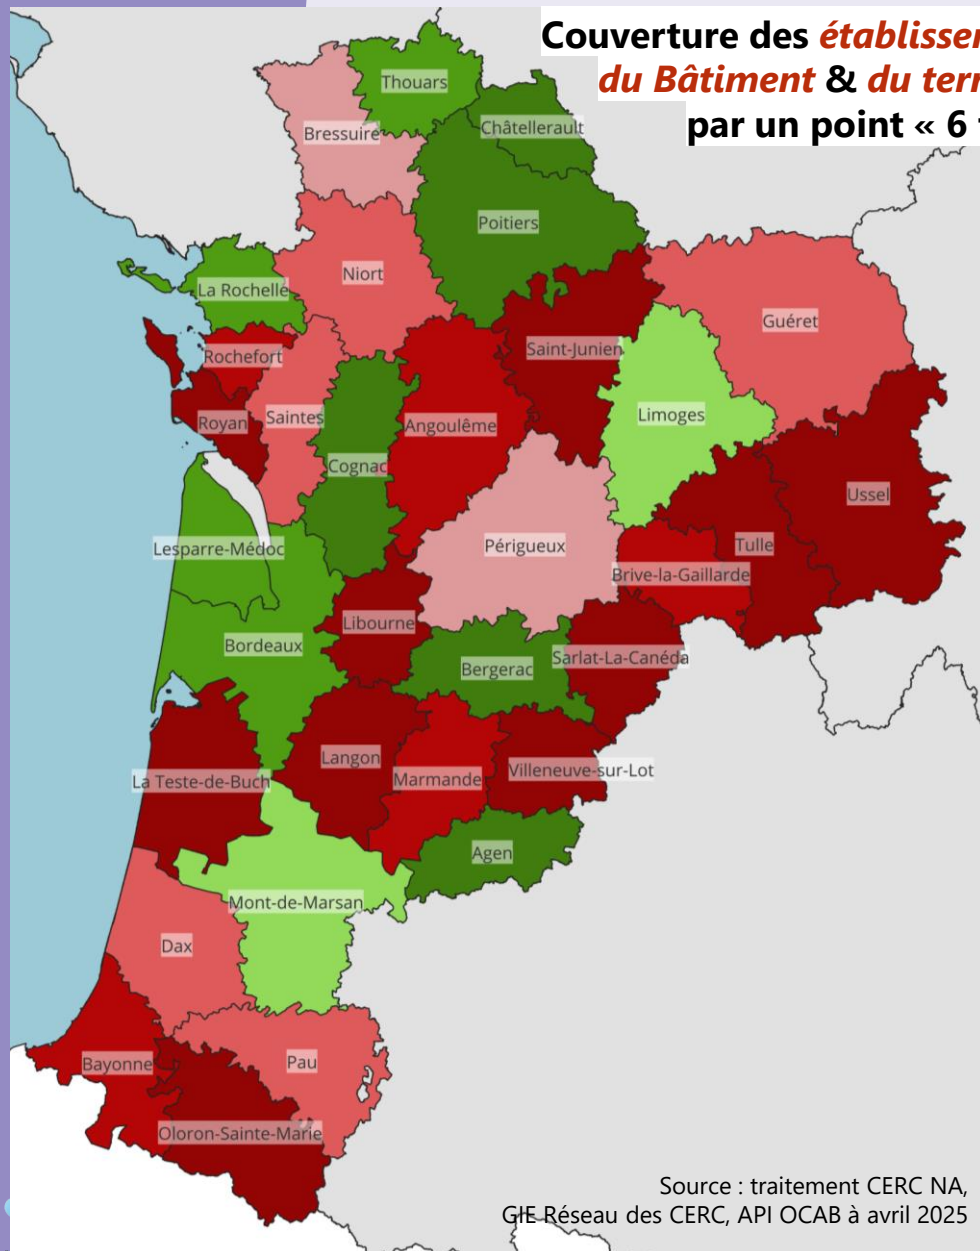 Couverture des établissem
du Bâtiment & du terr
par un point « 6
Thouars
Bressuire
Châtellerault
Poitiers
La Rochelle
Niort
Guéret
Rochefort
Saint-Junien
Royan
Saintes
Angoulême
Limoges
Cognac
Ussel
Lesparre-Médoc
Périgueux
Tulle
Brive-la-Gaillarde
Libourne
Bordeaux
Bergerac
Sarlat-La-Canéda
Langon
La Teste-de-Buch
Marmande
Villeneuve-sur-Lot
Agen
Mont-de-Marsan
Dax
Bayonne
Pau
Oloron-Sainte-Marie
Source : traitement CERC NA,
GIE Réseau des CERC, API OCAB à avril 2025